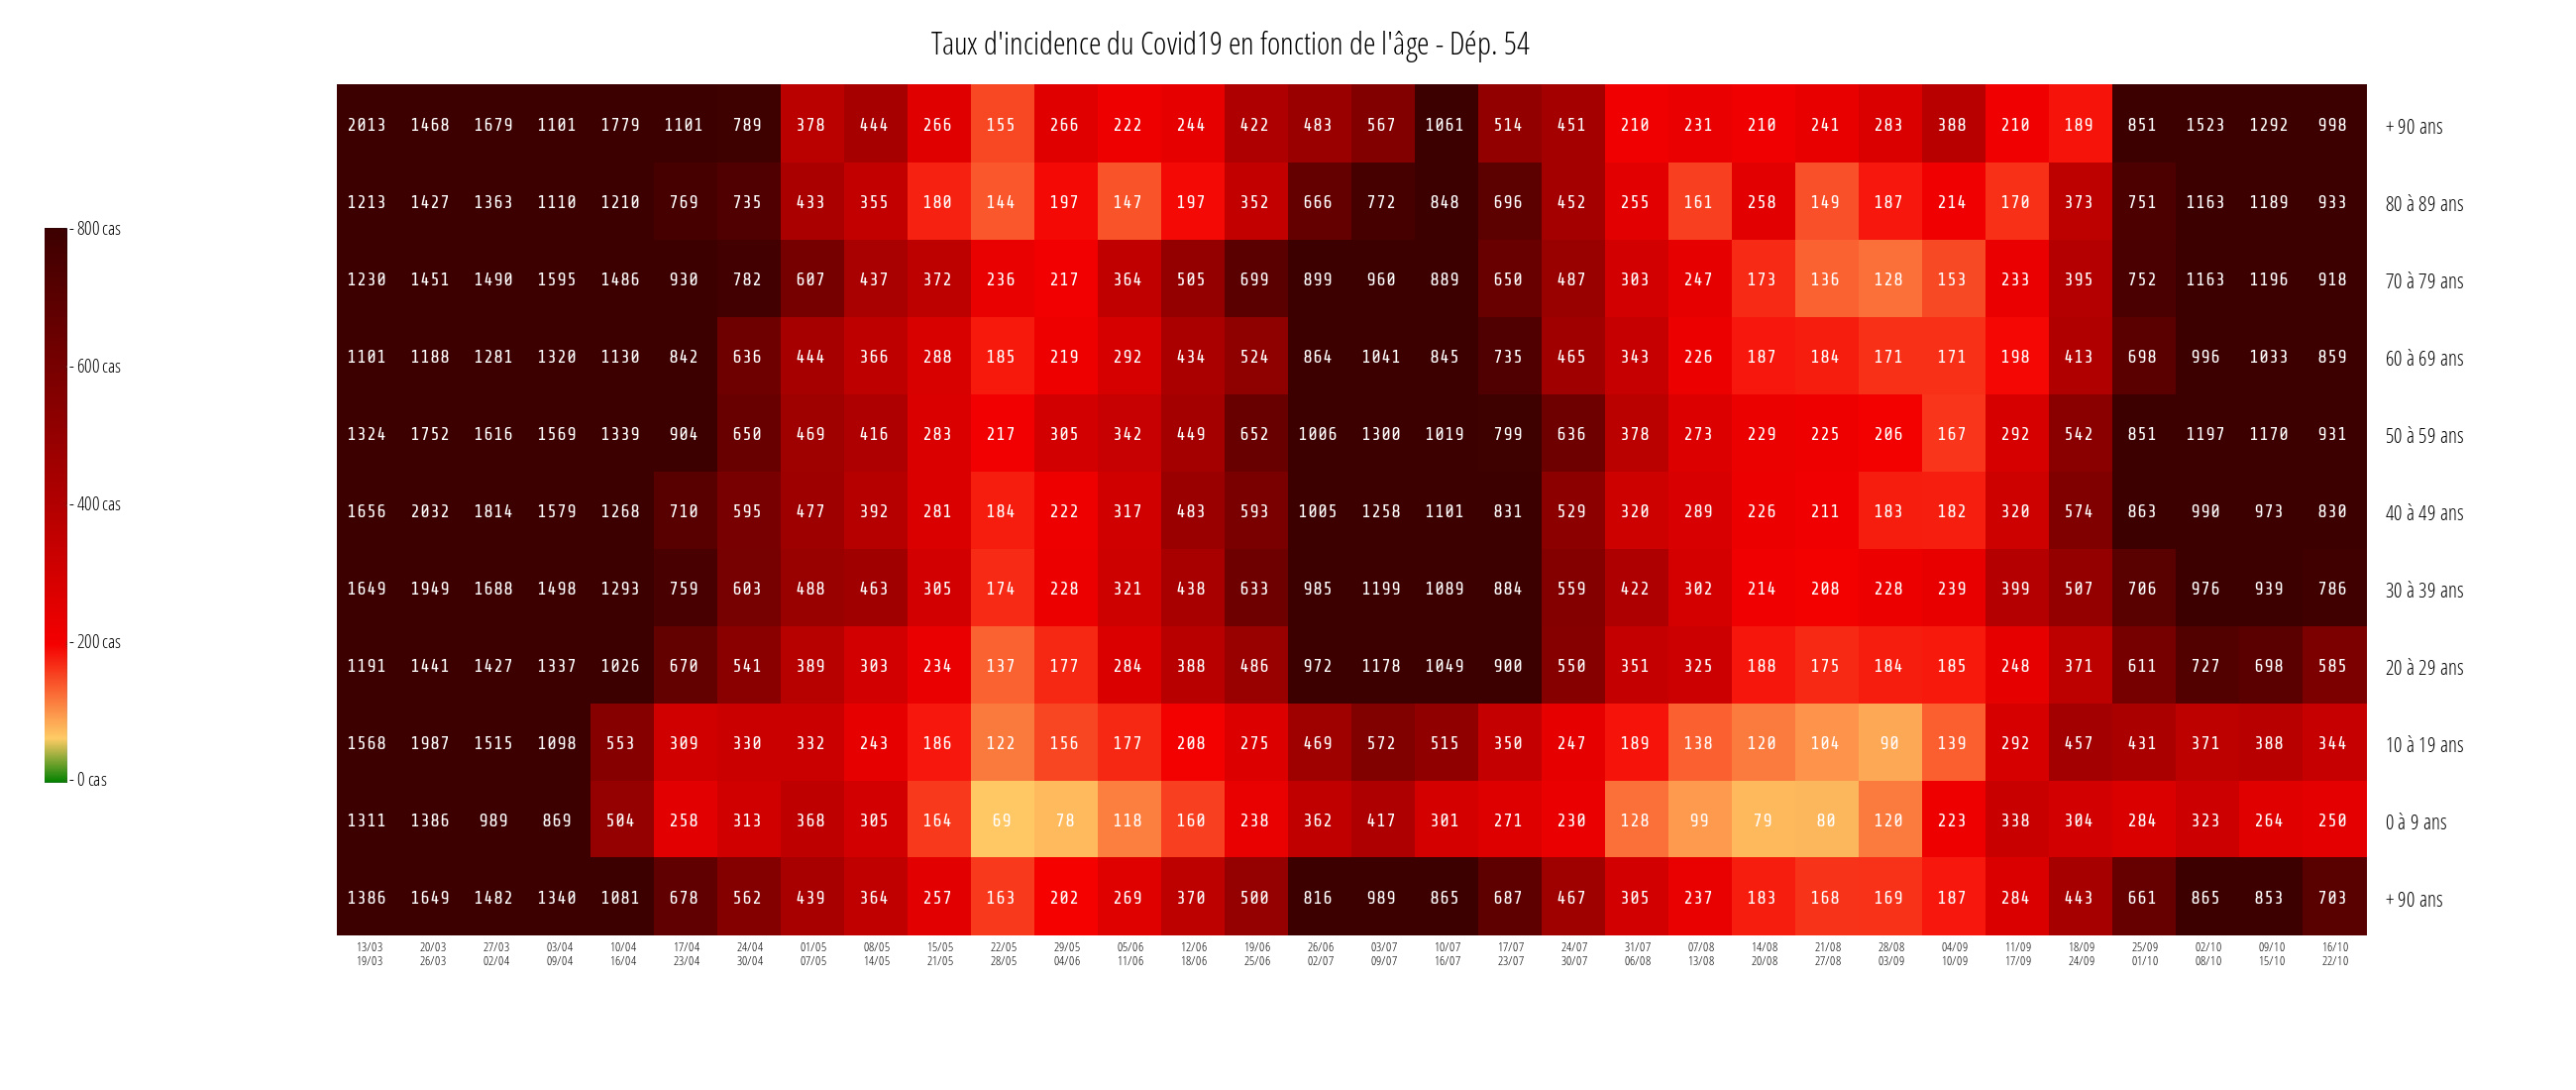 Taux d'incidence du Covid19 en fonction de l'âge - Dép. 54
2013 1468 1679 1101 1779 1101 789 378 444 266 155 266 222 244 422 483 567 1061 514 451 210 231 210 241 283 388 210 189 851 1523 1292 998 + 90 ans
1213 1427 1363 1110 1210 769 735 433 355 180 144 197 147 197 352 666 772 848 696 452 255 161 258 149 187 214 170 373 751 1163 1189 933 80 à 89 ans
- 800 cas
1230 1451 1490 1595 1486 930 782 607 437 372 236 217 364 505 699 899 960 889 650 487 303 247 173 136 128 153 233 395 752 1163 1196 918 70 à 79 ans
1101 1188 1281 1320 1130 842 636 444 366 288 185 219 292 434 524 864 1041 845 735 465 343 226 187 184 171 171 198 413 698 996 1033 859 60 à 69 ans
- 600 cas
1324 1752 1616 1569 1339 904 650 469 416 283 217 305 342 449 652 1006 1300 1019 799 636 378 273 229 225 206 167 292 542 851 1197 1170 931 50 à 59 ans
- 400 cas
1656 2032 1814 1579 1268 710 595 477 392 281 184 222 317 483 593 1005 1258 1101 831 529 320 289 226 211 183 182 320 574 863 990 973 830 40 à 49 ans
1649 1949 1688 1498 1293 759 603 488 463 305 174 228 321 438 633 985 1199 1089 884 559 422 302 214 208 228 239 399 507 706 976 939 786 30 à 39 ans
- 200 cas
1191 1441 1427 1337 1026 670 541 389 303 234 137 177 284 388 486 972 1178 1049 900 550 351 325 188 175 184 185 248 371 611 727 698 585 20 à 29 ans
1568 1987 1515 1098 553 309 330 332 243 186 122 156 177 208 275 469 572 515 350 247 189 138 120 104 90 139 292 457 431 371 388 344 10 à 19 ans
- 0 cas
1311 1386 989 869 504 258 313 368 305 164 69 78 118 160 238 362 417 301 271 230 128 99 79 80 120 223 338 304 284 323 264 250 0 à 9 ans
1386 1649 1482 1340 1081 678 562 439 364 257 163 202 269 370 500 816 989 865 687 467 305 237 183 168 169 187 284 443 661 865 853 703 + 90 ans
13/03 20/03 27/03 03/04 10/04 17/04 24/04 01/05 08/05 15/05 22/05 29/05 05/06 12/06 19/06 26/06 03/07 10/07 17/07 24/07 31/07 07/08 14/08 21/08 28/08 04/09 11/09 18/09 25/09 02/10 09/10 16/10
19/03 26/03 02/04 09/04 16/04 23/04 30/04 07/05 14/05 21/05 28/05 04/06 11/06 18/06 25/06 02/07 09/07 16/07 23/07 30/07 06/08 13/08 20/08 27/08 03/09 10/09 17/09 24/09 01/10 08/10 15/10 22/10